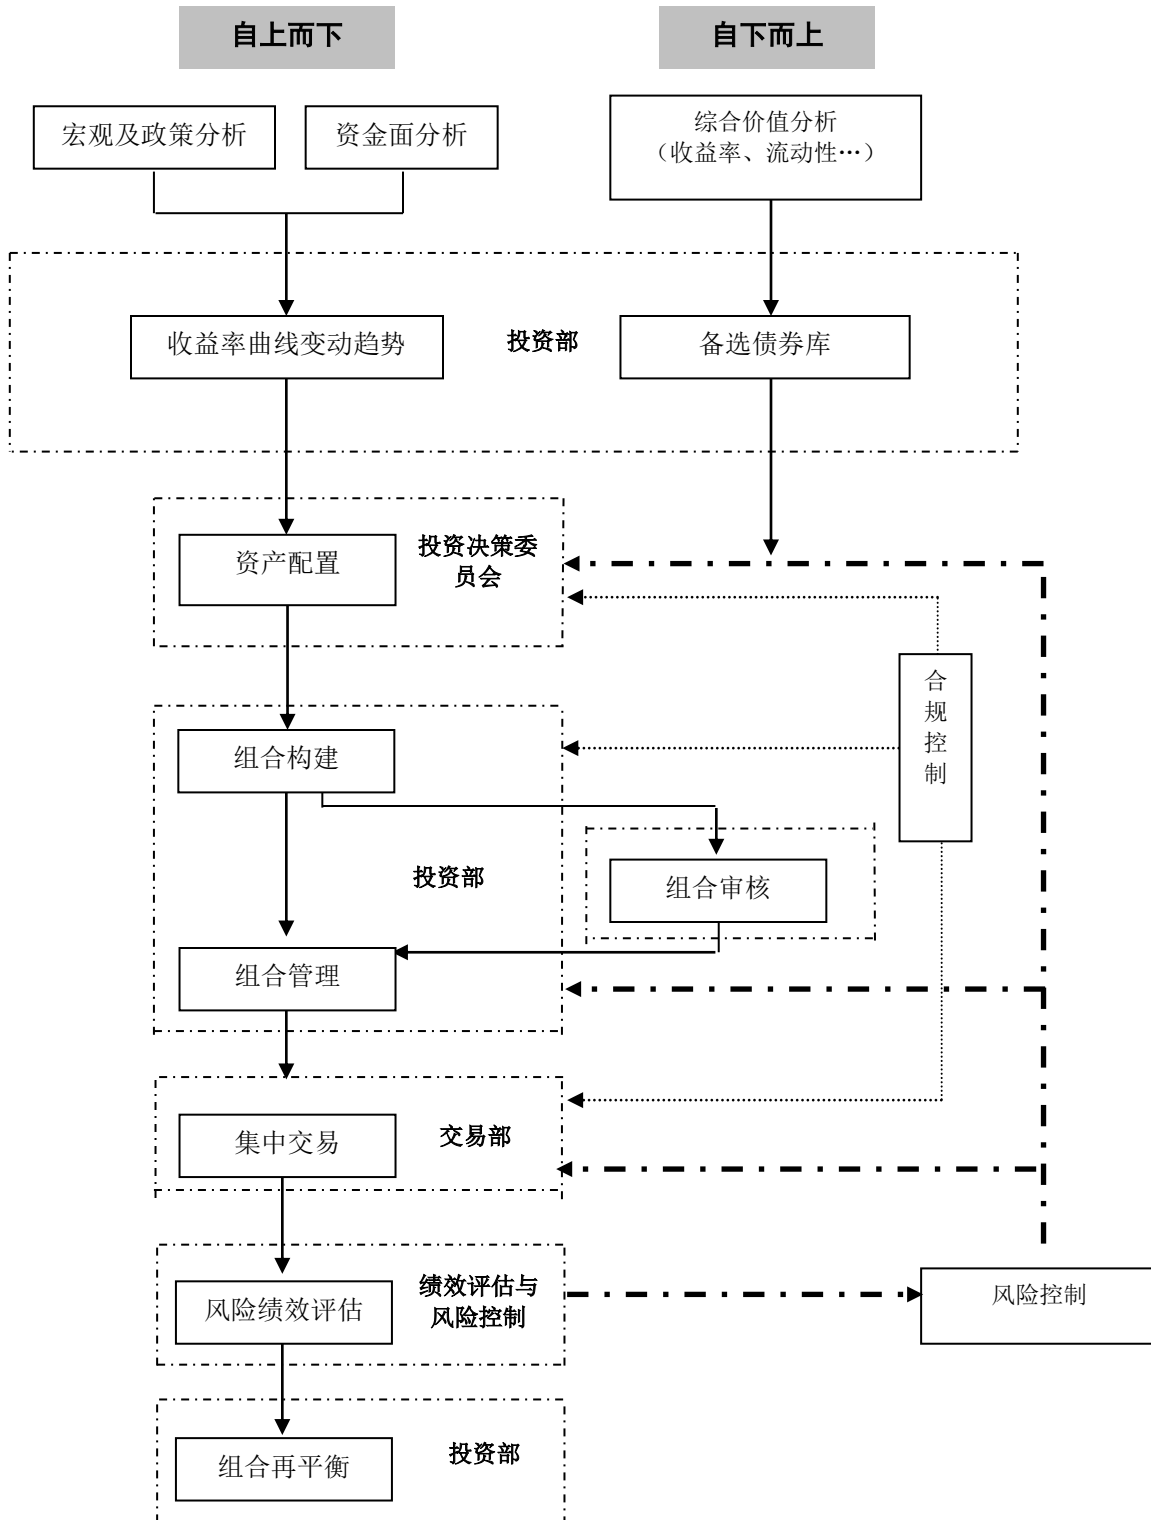 自上而下
自下而上
宏观及政策分析
资金面分析
综合价值分析
（收益率、流动性…）
收益率曲线变动趋势
投资部
备选债券库
资产配置
投资决策委
员会
合
规
控
制
组合构建
投资部
组合审核
组合管理
集中交易
交易部
风险绩效评估
绩效评估与
风险控制
风险控制
组合再平衡
投资部